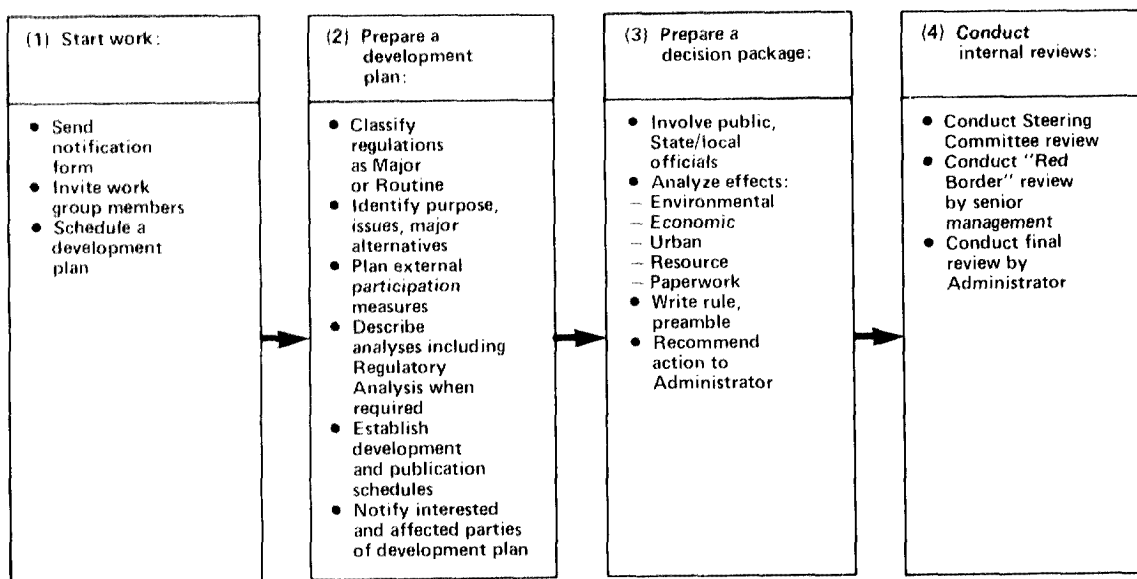 (1) Start work:
● Send
notification
form
● Invite work
group members
● Schedule a
development
plan
(2) Prepare a
development
plan:
● Classify
regulations
as Major
or Routine
● Identify purpose,
issues, major
alternatives
● Plan external
participation
measures
● Describe
analyses including
Regulatory
Analysis when
required
● Establish
development
and publication
schedules
● Notify interested
and affected parties
of development plan
(3) Prepare a
decision package:
● Involve public,
State/local
officials
● Analyze effects:
— Environmental
— Economic
— Urban
— Resource
— Paperwork
● Write rule,
preamble
● Recommend
action to
Administrator
(4) Conduct
internal reviews:
● Conduct Steering
Committee review
● Conduct "Red
Border" review
by senior
management
● Conduct final
review by
Administrator